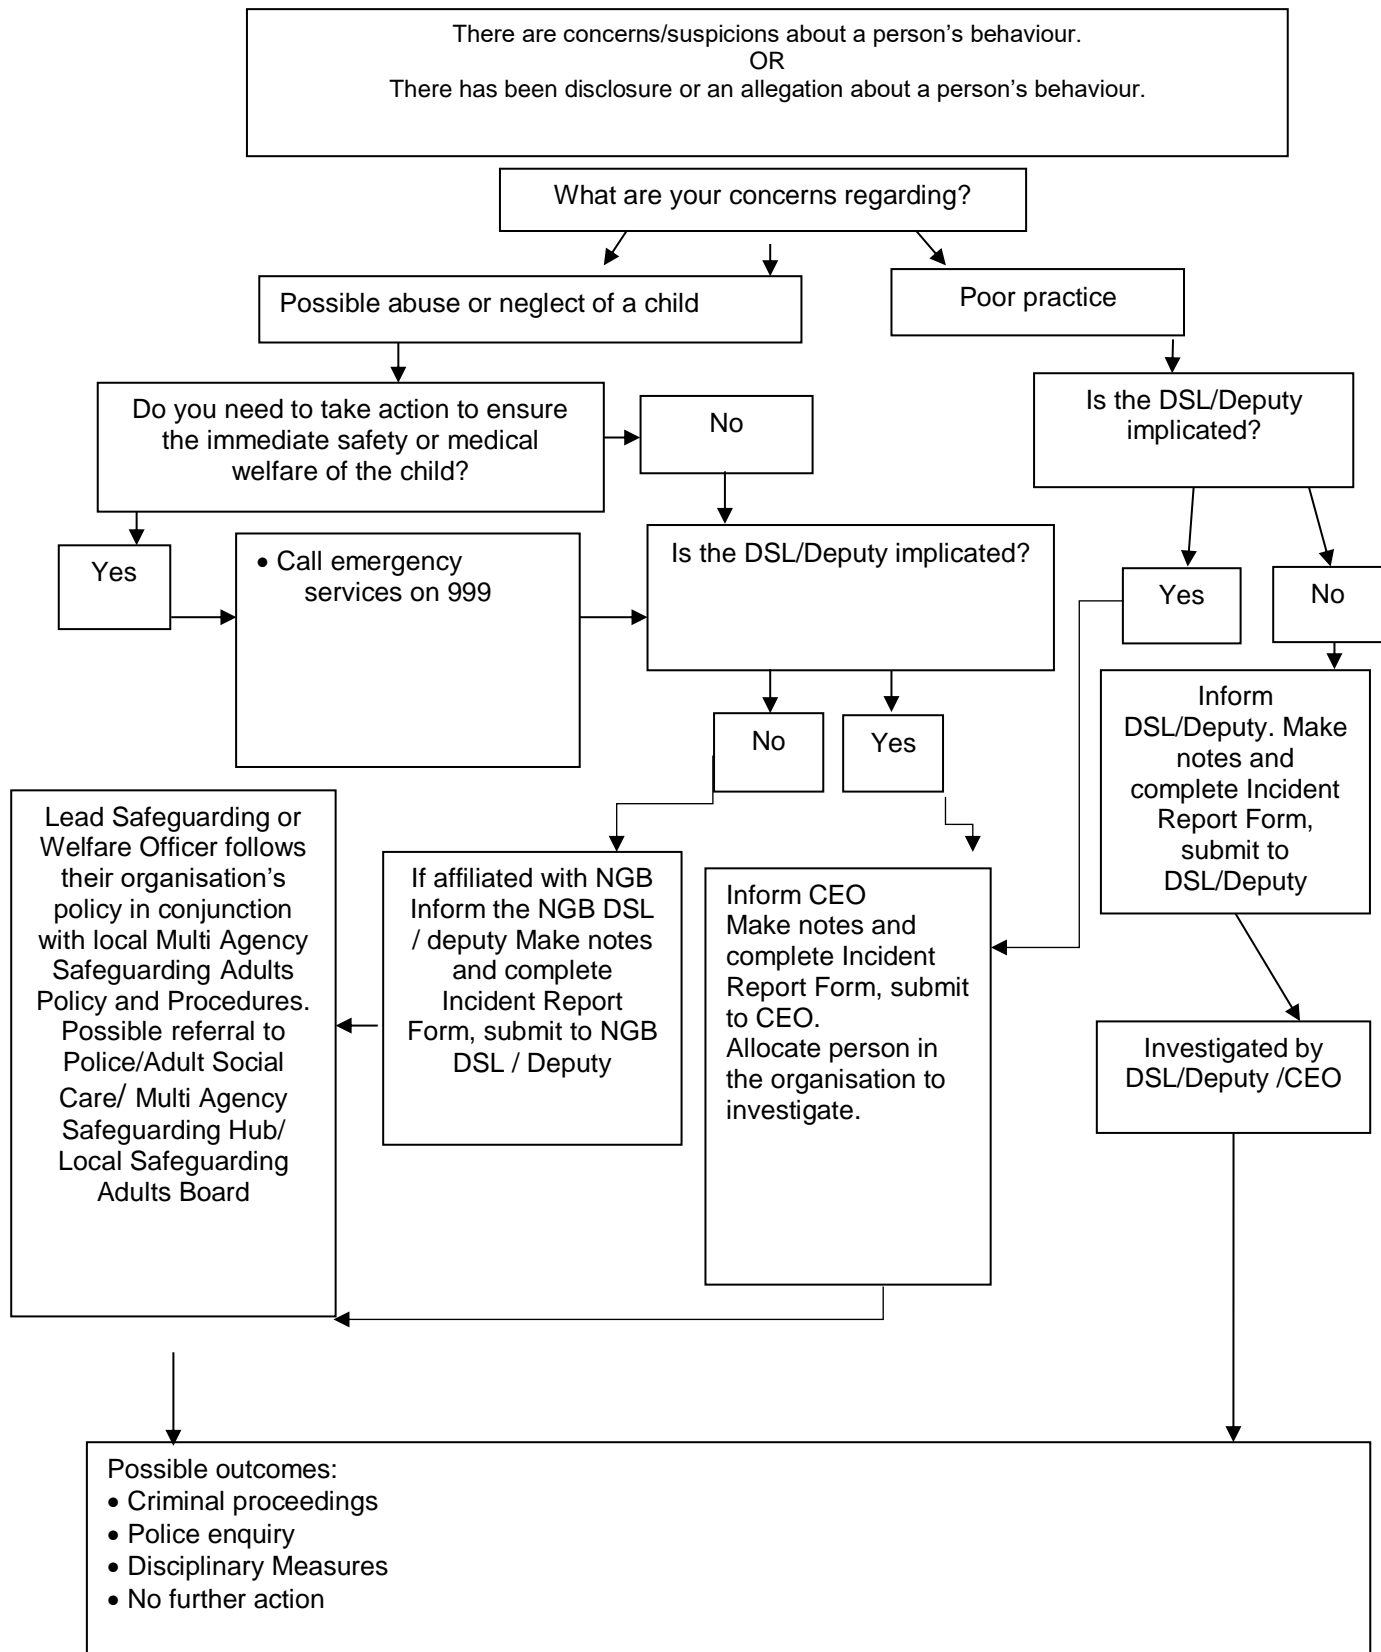 There are concerns/suspicions about a person’s behaviour.
OR
There has been disclosure or an allegation about a person’s behaviour.
What are your concerns regarding?
Possible abuse or neglect of a child
Poor practice
Do you need to take action to ensure
the immediate safety or medical
welfare of the child?
No
Is the DSL/Deputy
implicated?
Yes
• Call emergency
services on 999
Is the DSL/Deputy implicated?
Yes
No
No
Yes
Inform
DSL/Deputy. Make
notes and
complete Incident
Report Form,
submit to
DSL/Deputy
Lead Safeguarding or
Welfare Officer follows
their organisation’s
policy in conjunction
with local Multi Agency
Safeguarding Adults
Policy and Procedures.
Possible referral to
Police/Adult Social
Care/ Multi Agency
Safeguarding Hub/
Local Safeguarding
Adults Board
If affiliated with NGB
Inform the NGB DSL
/ deputy Make notes
and complete
Incident Report
Form, submit to NGB
DSL / Deputy
Inform CEO
Make notes and
complete Incident
Report Form, submit
to CEO.
Allocate person in
the organisation to
investigate.
Investigated by
DSL/Deputy /CEO
Possible outcomes:
• Criminal proceedings
• Police enquiry
• Disciplinary Measures
• No further action